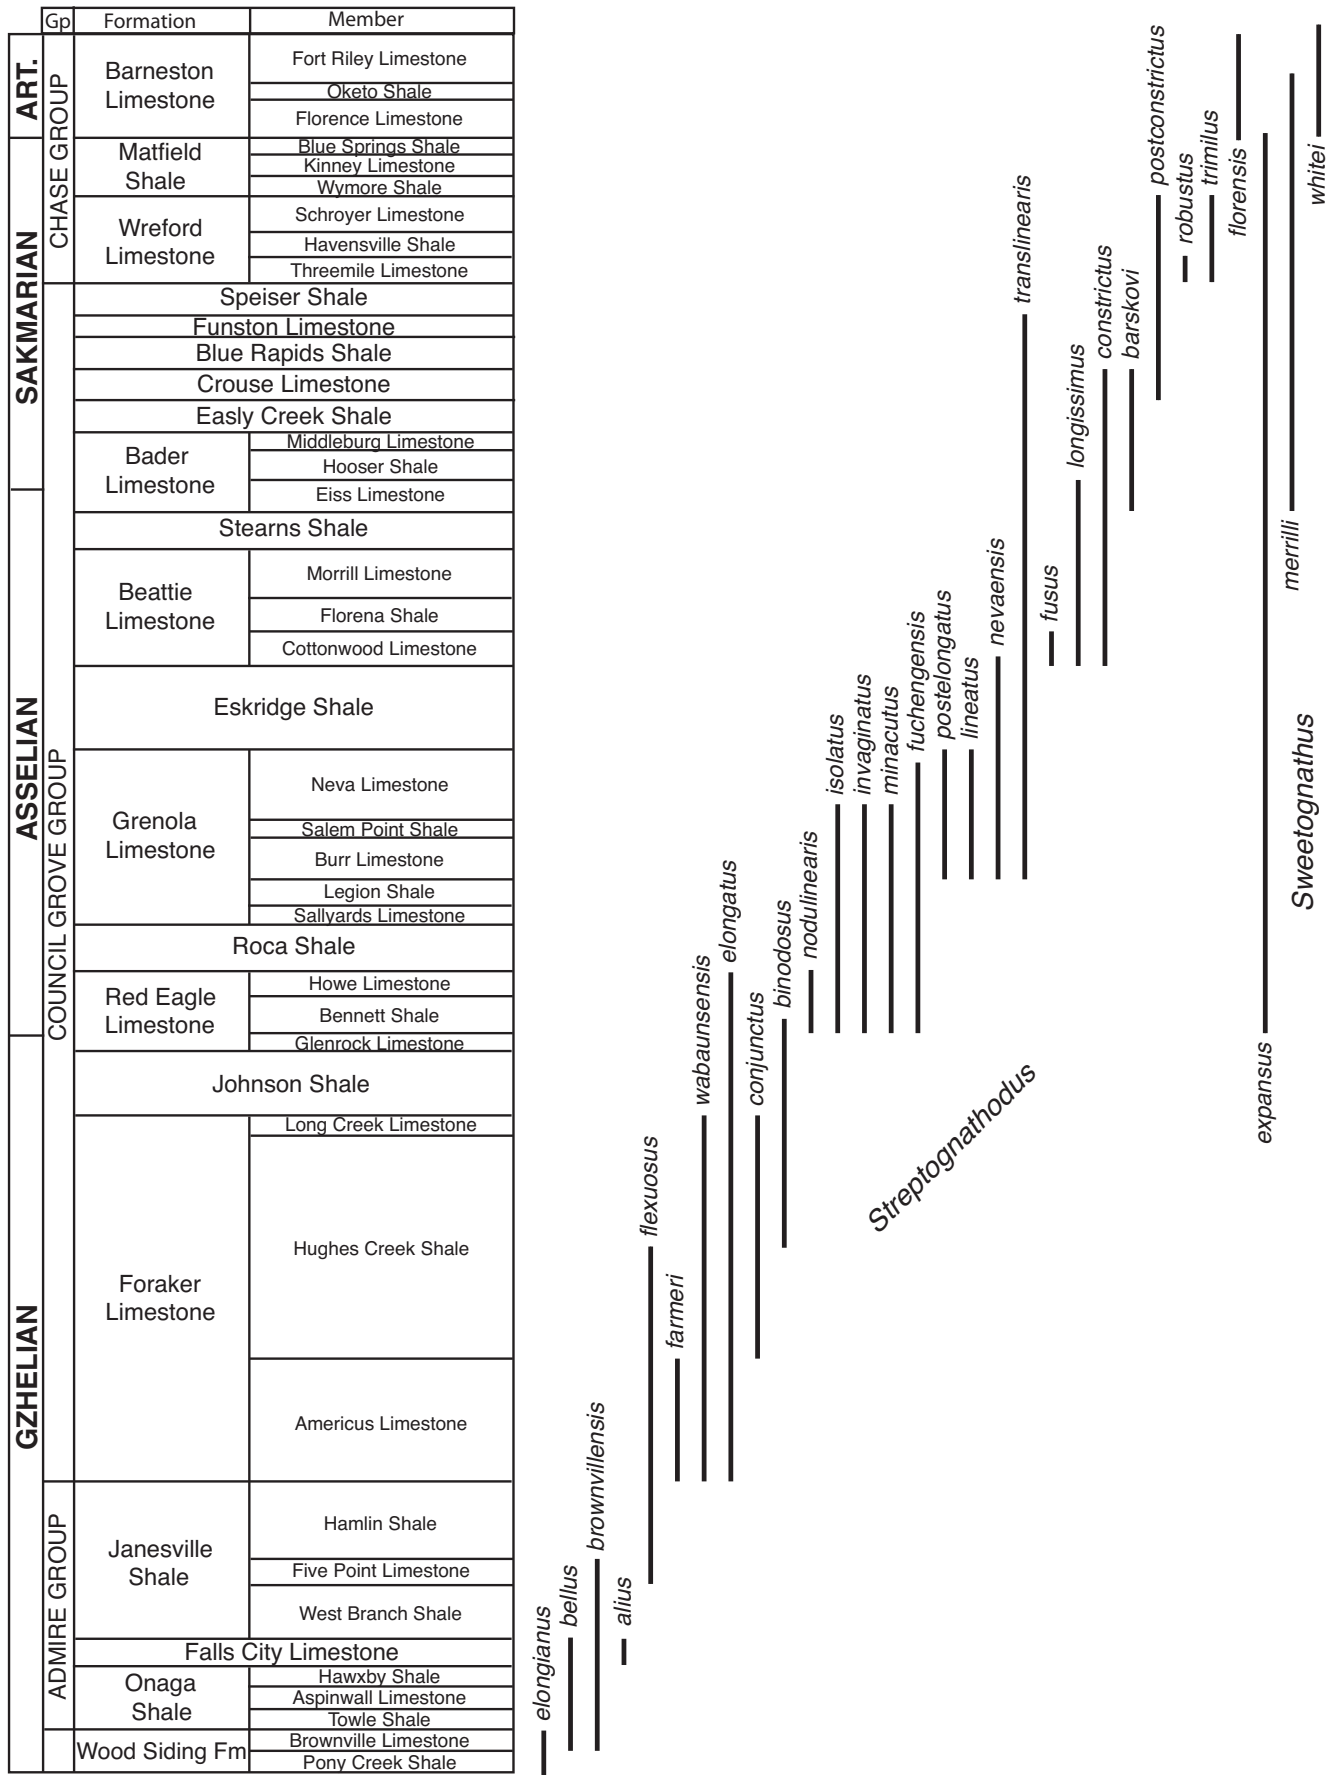 Gp Formation Member
ART.
SAKMARIAN
ASSELIAN
GZHELIAN
CHASE GROUP
COUNCIL GROVE GROUP
ADMIRE GROUP
Barneston
Limestone
Fort Riley Limestone
Oketo Shale
Florence Limestone
Matfield
Shale
Blue Springs Shale
Kinney Limestone
Wymore Shale
Wreford
Limestone
Schroyer Limestone
Havensville Shale
Threemile Limestone
Speiser Shale
Funston Limestone
Blue Rapids Shale
Crouse Limestone
Easly Creek Shale
Bader
Limestone
Middleburg Limestone
Hooser Shale
Eiss Limestone
Stearns Shale
Beattie
Limestone
Morrill Limestone
Florena Shale
Cottonwood Limestone
Eskridge Shale
Grenola
Limestone
Neva Limestone
Salem Point Shale
Burr Limestone
Legion Shale
Sallyards Limestone
Roca Shale
Red Eagle
Limestone
Howe Limestone
Bennett Shale
Glenrock Limestone
Johnson Shale
Foraker
Limestone
Long Creek Limestone
Hughes Creek Shale
Americus Limestone
Janesville
Shale
Hamlin Shale
Five Point Limestone
West Branch Shale
Falls City Limestone
Onaga
Shale
Hawxby Shale
Aspinwall Limestone
Towle Shale
Wood Siding Fm
Brownville Limestone
Pony Creek Shale
elongianus
bellus
brownvillensis
alius
flexuosus
farmeri
wabaunsensis
elongatus
conjunctus
binodosus
nodulinearis
isolatus
invaginatus
minacutus
fuchengensis
postelongatus
lineatus
nevaensis
translinearis
fusus
longissimus
constrictus
barskovi
postconstrictus
robustus
trimilus
florensis
expansus
merrilli
whitei
Streptognathodus
Sweetognathus